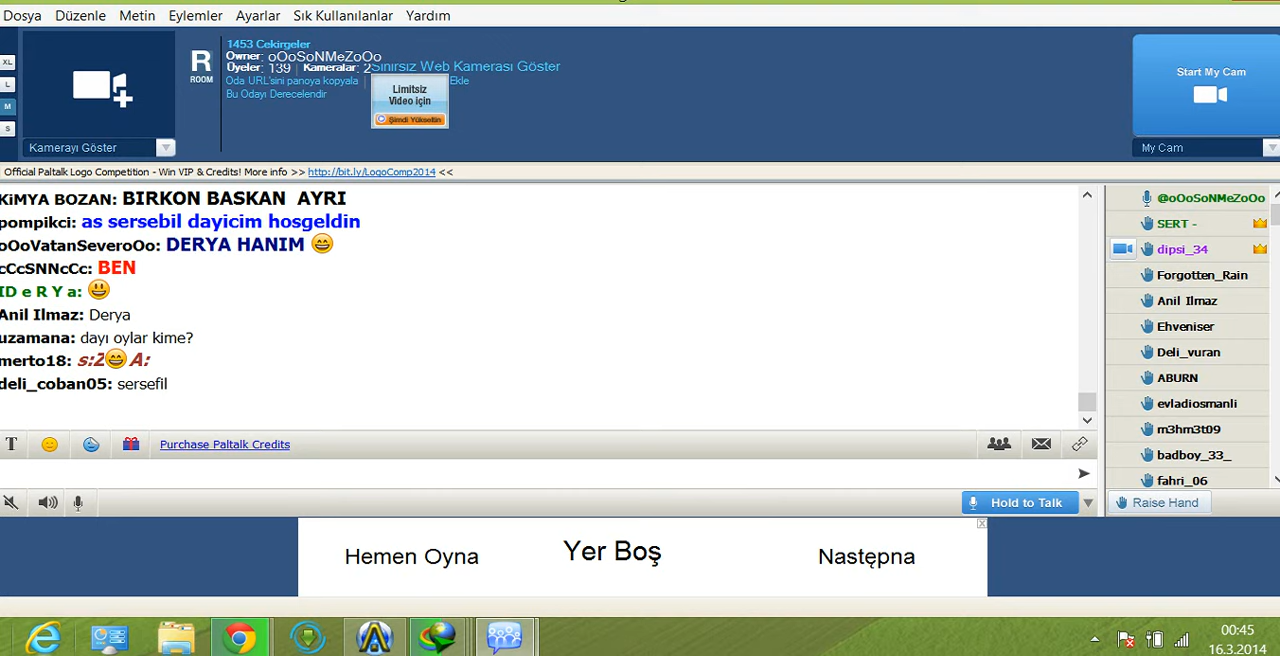 Dosya Düzenle Metin Eylemler Ayarlar Sık Kullanılanlar Yardım
XL
L
M
S
Kamerayı Göster
R
ROOM
1453 Cekirgeler
Owner: oOoSoNMeZoOo
Üyeler: 139 | Kameralar: 2 Sınırsız Web Kamerası Göster
Oda URL'sini panoya kopyala | Ekle
Bu Odayı Derecelendir
Limitsiz
Video için
Şimdi Yükseltin
Start My Cam
My Cam
Official Paltalk Logo Competition - Win VIP & Credits! More info >> http://bit.ly/LogoComp2014 <<
KiMYA BOZAN: BIRKON BASKAN AYRI
pompikci: as sersebil dayicim hosgeldin
oOoVatanSeveroOo: DERYA HANIM 😄
cCcSNNcCc: BEN
ID e R Y a: 😃
Anil Ilmaz: Derya
uzamana: dayı oylar kime?
merto18: s:2😄A:
deli_coban05: sersefil
@oOoSoNMeZoOo
SERT -
dipsi_34
Forgotten_Rain
Anil Ilmaz
Ehveniser
Deli_vuran
ABURN
evladiosmanli
m3hm3t09
badboy_33_
fahri_06
T Purchase Paltalk Credits
Hold to Talk
Raise Hand
Hemen Oyna Yer Boş Następna
00:45
16.3.2014